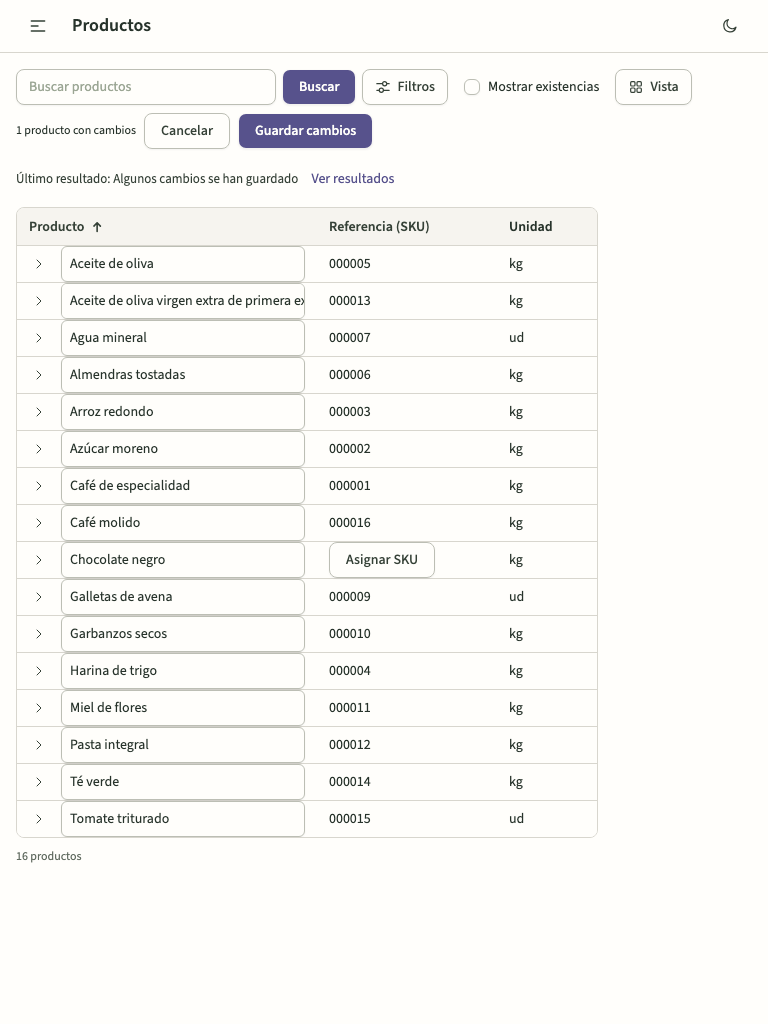 Productos
Buscar productos
Buscar
Filtros
Mostrar existencias
Vista
1 producto con cambios
Cancelar
Guardar cambios
Último resultado: Algunos cambios se han guardado
Ver resultados
Producto Referencia (SKU) Unidad
Aceite de oliva 000005 kg
Aceite de oliva virgen extra de primera 000013 kg
Agua mineral 000007 ud
Almendras tostadas 000006 kg
Arroz redondo 000003 kg
Azúcar moreno 000002 kg
Café de especialidad 000001 kg
Café molido 000016 kg
Chocolate negro Asignar SKU kg
Galletas de avena 000009 ud
Garbanzos secos 000010 kg
Harina de trigo 000004 kg
Miel de flores 000011 kg
Pasta integral 000012 kg
Té verde 000014 kg
Tomate triturado 000015 ud
16 productos